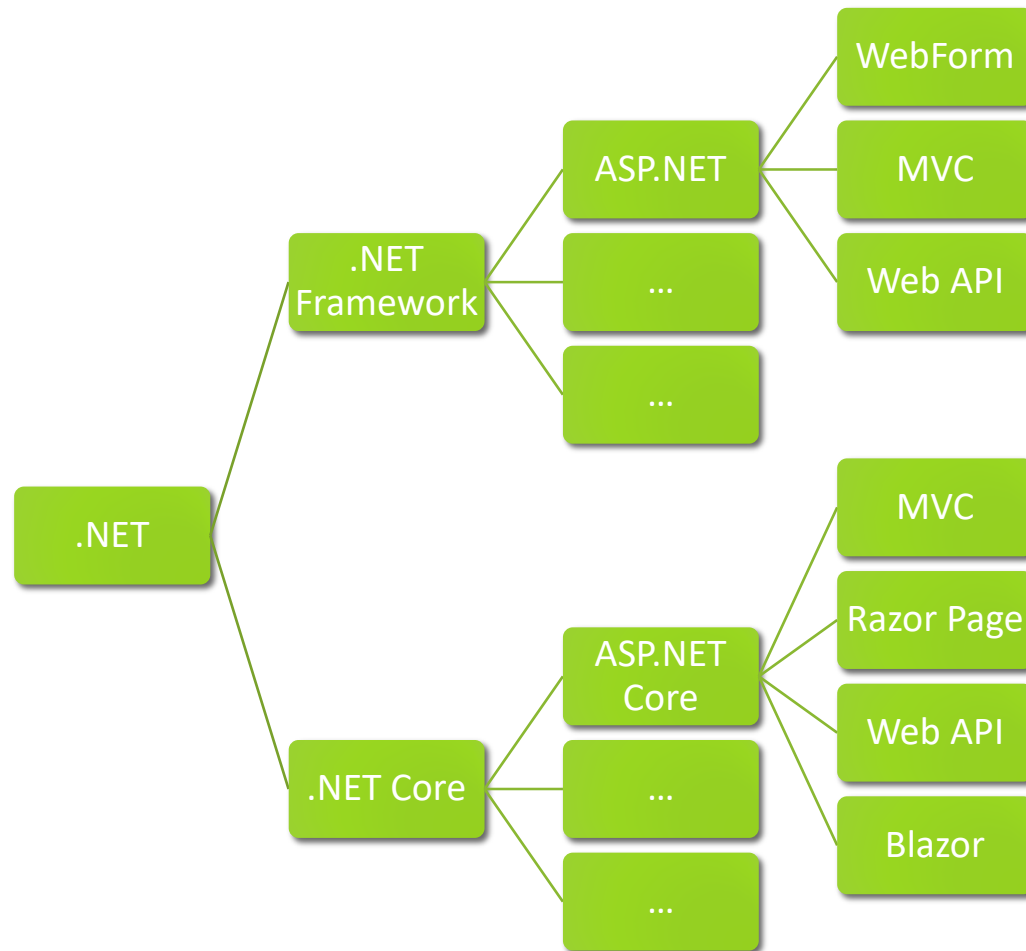 WebForm
ASP.NET
MVC
.NET
Framework
...
Web API
...
.NET
MVC
ASP.NET
Core
Razor Page
.NET Core
...
Web API
...
Blazor